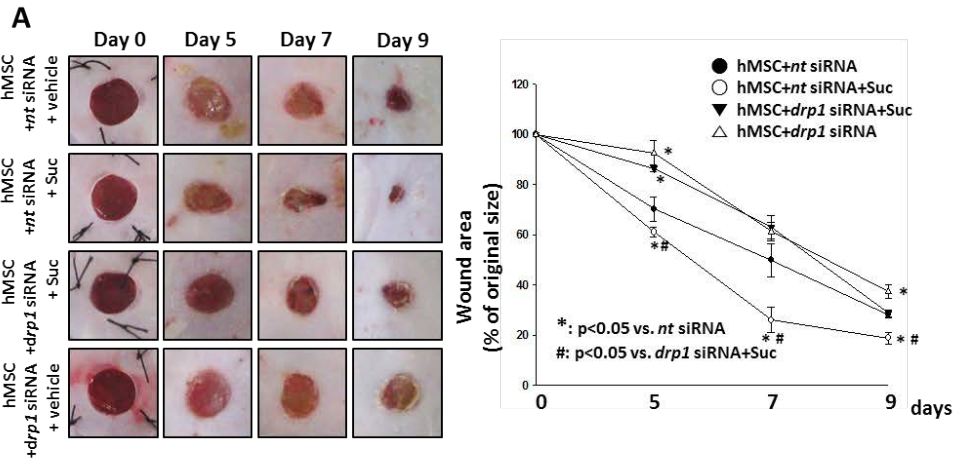 A
Day 0 Day 5 Day 7 Day 9
hMSC
+nt siRNA
+ vehicle
hMSC
+nt siRNA
+ Suc
hMSC
+drp1 siRNA
+ Suc
hMSC
+drp1 siRNA
+ vehicle
hMSC+nt siRNA
hMSC+nt siRNA+Suc
hMSC+drp1 siRNA+Suc
hMSC+drp1 siRNA
Wound area
(% of original size)
120
100
80
60
40
20
0
*
*
*#
* #
*
* #
*: p<0.05 vs. nt siRNA
#: p<0.05 vs. drp1 siRNA+Suc
0 5 7 9 days